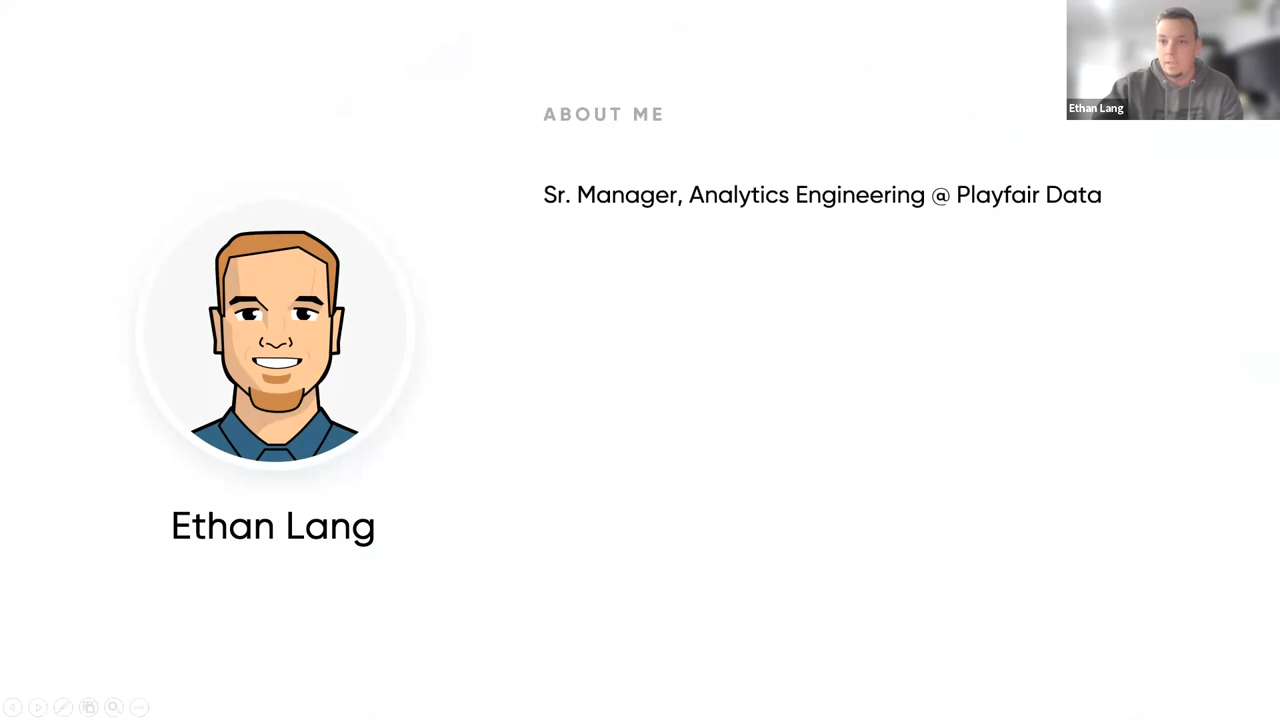 ABOUT ME
Ethan Lang
Sr. Manager, Analytics Engineering @ Playfair Data
Ethan Lang